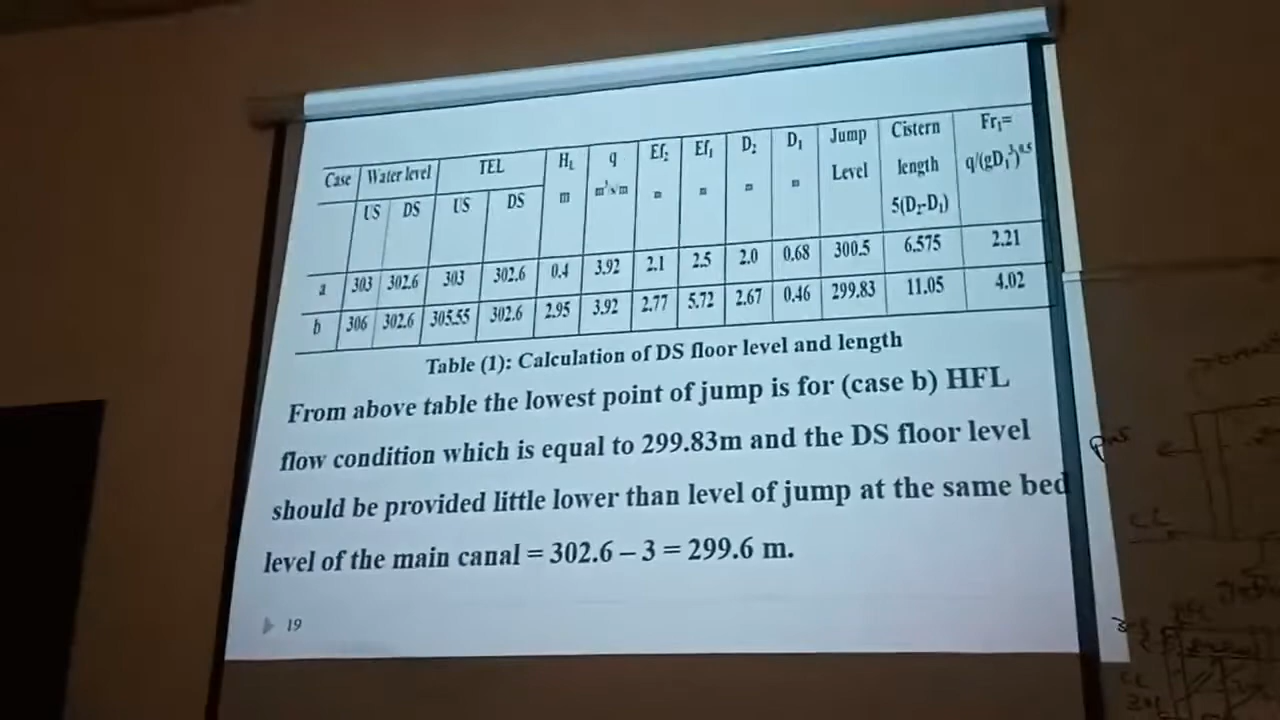 Case Water level TEL H_L q Ef₂ Ef₁ D₂ D₁ Jump Level Cistern length 5(D₂-D₁) Fr₁= q/(gD₁³)^0.5
US DS US DS m m³/s/m m m m m
a 303 302.6 303 302.6 0.4 3.92 2.1 2.5 2.0 0.68 300.5 6.575 2.21
b 306 302.6 305.55 302.6 2.95 3.92 2.77 5.72 2.67 0.46 299.83 11.05 4.02
Table (1): Calculation of DS floor level and length
From above table the lowest point of jump is for (case b) HFL
flow condition which is equal to 299.83m and the DS floor level
should be provided little lower than level of jump at the same bed
level of the main canal = 302.6 – 3 = 299.6 m.
19